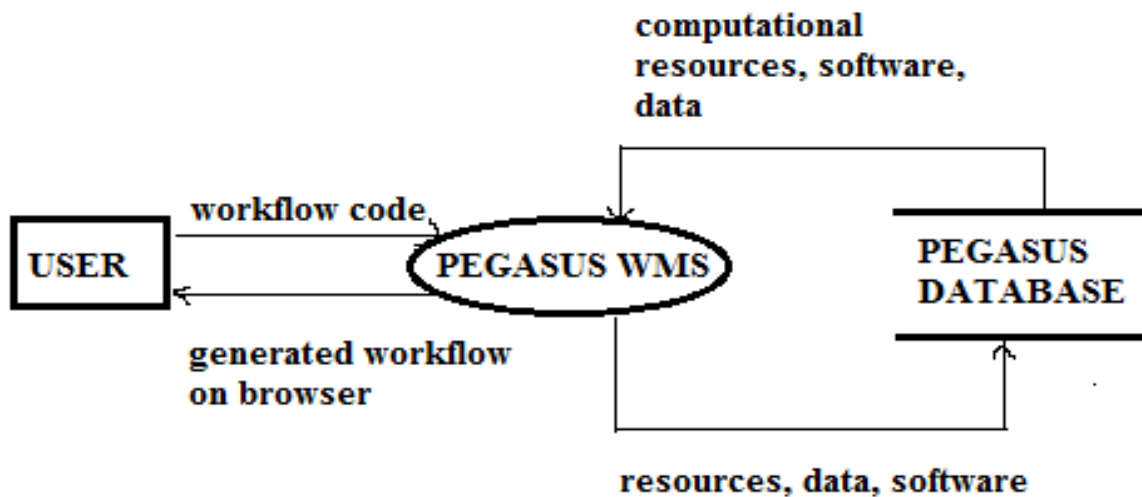 computational
resources, software,
data
workflow code
USER
PEGASUS WMS
PEGASUS
DATABASE
generated workflow
on browser
resources, data, software